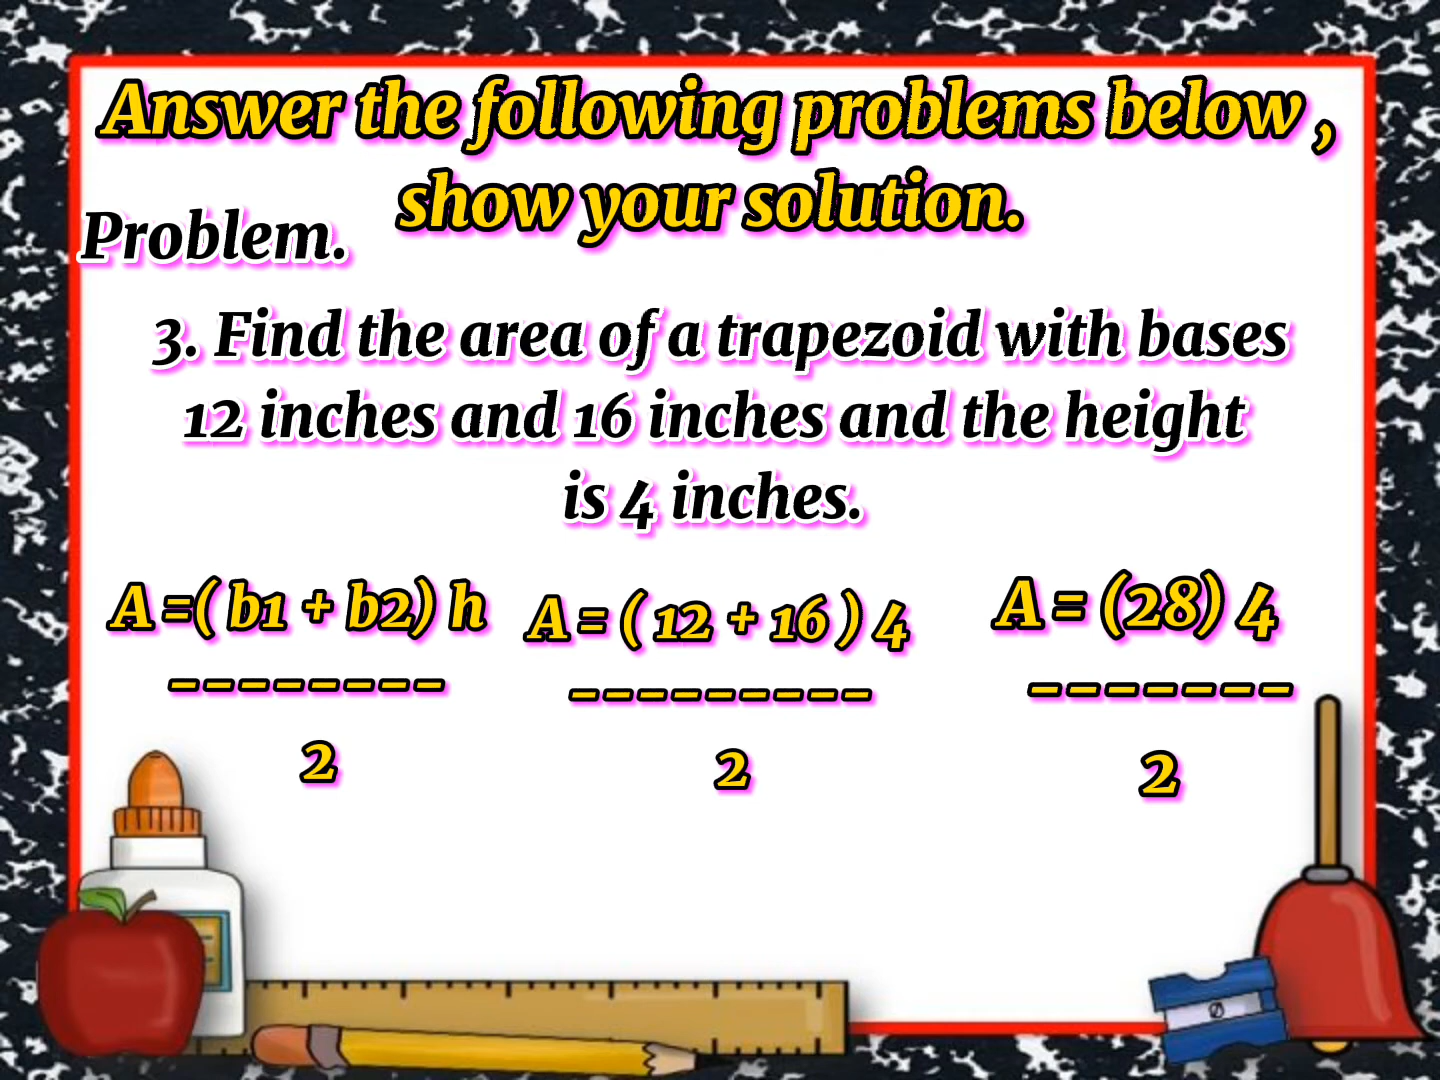 Answer the following problems below ,
show your solution.
Problem.
3. Find the area of a trapezoid with bases
12 inches and 16 inches and the height
is 4 inches.
A =( b1 + b2) h
--------
2
A = ( 12 + 16 ) 4
---------
2
A = (28) 4
-------
2